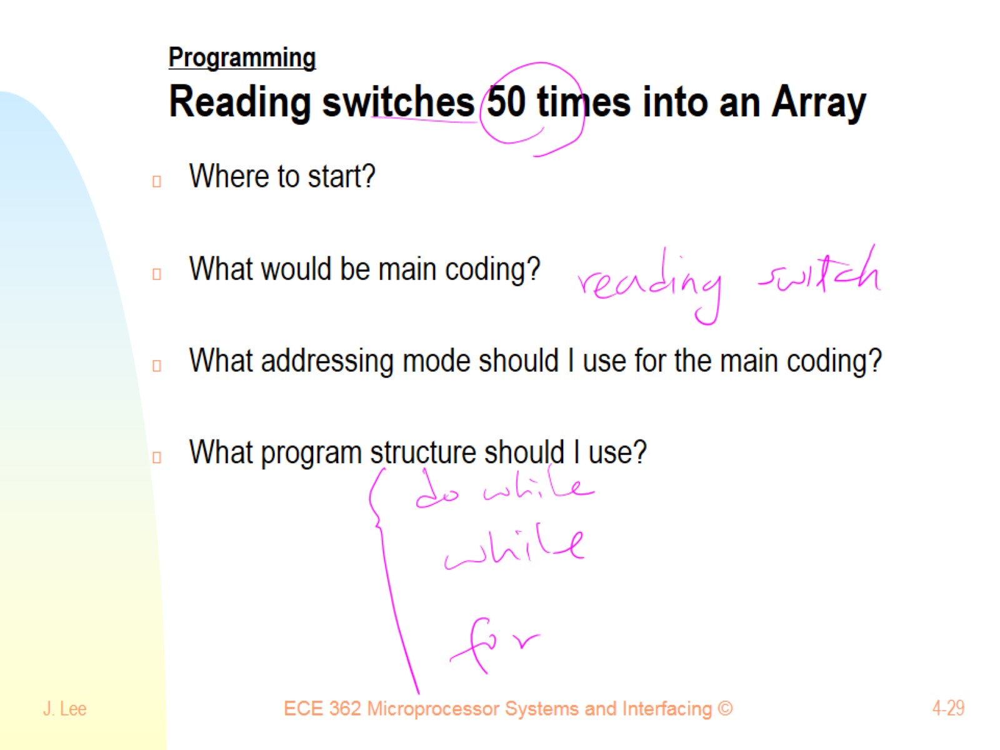 Programming
Reading switches 50 times into an Array
Where to start?
What would be main coding? reading switch
What addressing mode should I use for the main coding?
What program structure should I use?
do while
while
for
J. Lee ECE 362 Microprocessor Systems and Interfacing © 4-29